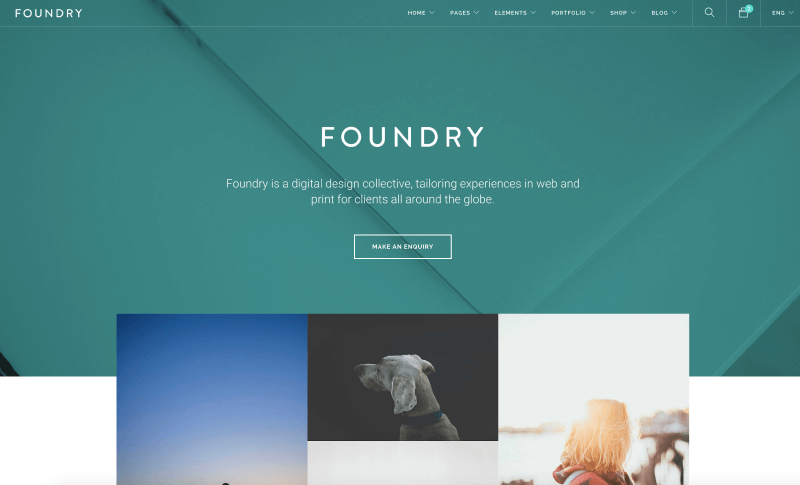 FOUNDRY
HOME PAGES ELEMENTS PORTFOLIO SHOP BLOG ENG
FOUNDRY
Foundry is a digital design collective, tailoring experiences in web and
print for clients all around the globe.
MAKE AN ENQUIRY